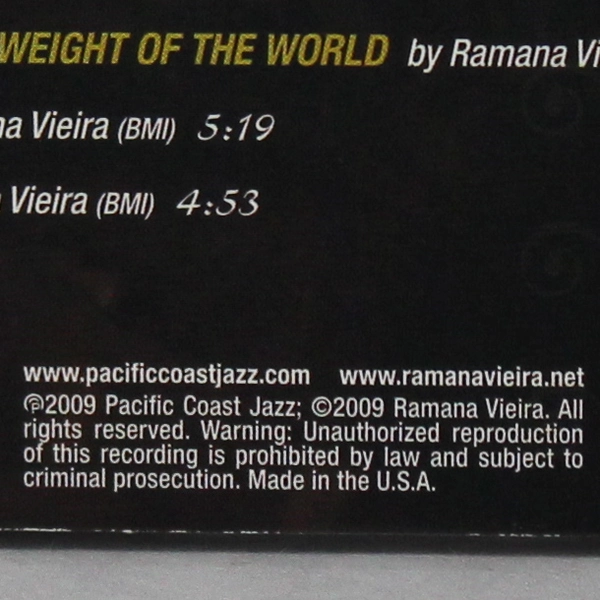 WEIGHT OF THE WORLD by Ramana Vi
na Vieira (BMI) 5:19
Vieira (BMI) 4:53
www.pacificcoastjazz.com www.ramanavieira.net
℗2009 Pacific Coast Jazz; ©2009 Ramana Vieira. All
rights reserved. Warning: Unauthorized reproduction
of this recording is prohibited by law and subject to
criminal prosecution. Made in the U.S.A.